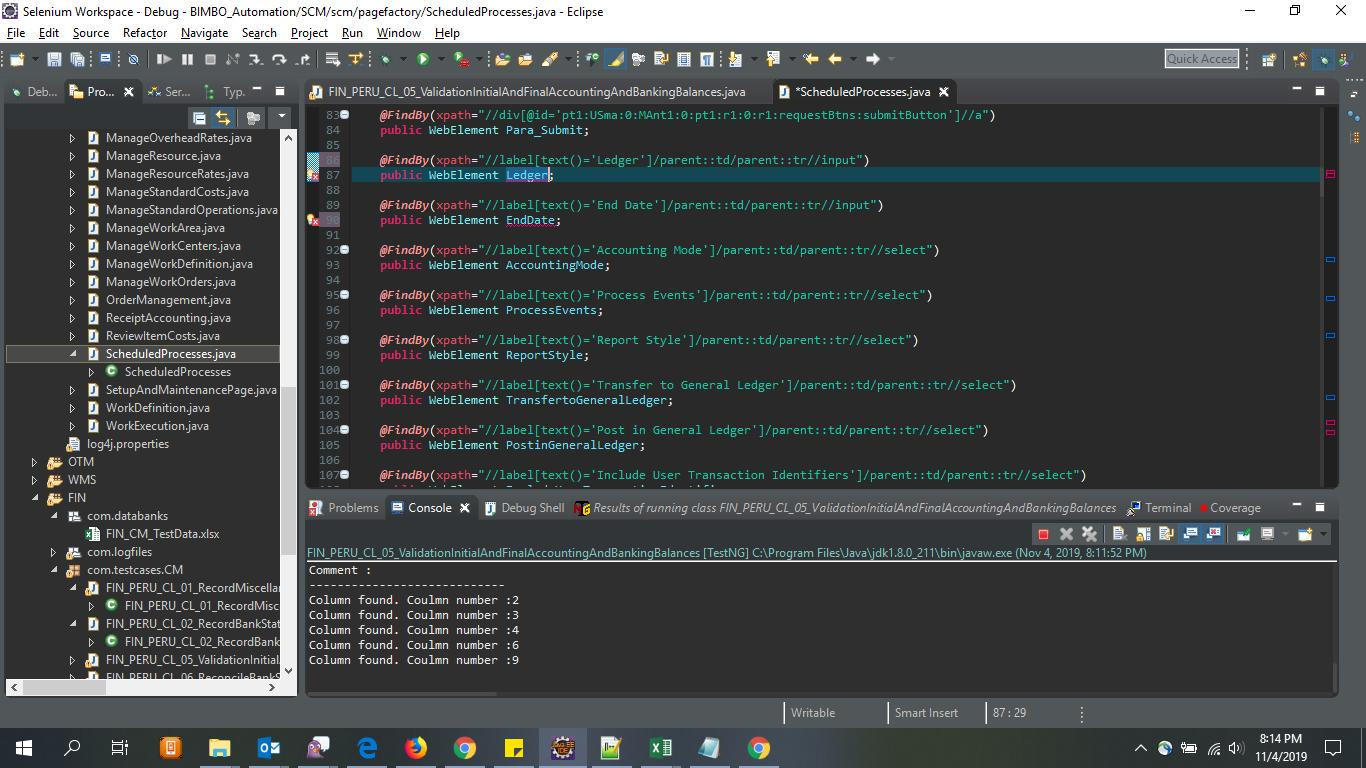 Selenium Workspace - Debug - BIMBO_Automation/SCM/scm/pagefactory/ScheduledProcesses.java - Eclipse
File Edit Source Refactor Navigate Search Project Run Window Help
Quick Access
Deb... Pro... Ser... Typ.
ManageOverheadRates.java
ManageResource.java
ManageResourceRates.java
ManageStandardCosts.java
ManageStandardOperations.java
ManageWorkArea.java
ManageWorkCenters.java
ManageWorkDefinition.java
ManageWorkOrders.java
OrderManagement.java
ReceiptAccounting.java
ReviewItemCosts.java
ScheduledProcesses.java
ScheduledProcesses
SetupAndMaintenancePage.java
WorkDefinition.java
WorkExecution.java
log4j.properties
OTM
WMS
FIN
com.databanks
FIN_CM_TestData.xlsx
com.logfiles
com.testcases.CM
FIN_PERU_CL_01_RecordMiscella
FIN_PERU_CL_01_RecordMisc
FIN_PERU_CL_02_RecordBankStat
FIN_PERU_CL_02_RecordBank
FIN_PERU_CL_05_ValidationInitial
FIN_PERU_CL_06_ReconcileBankS
FIN_PERU_CL_05_ValidationInitialAndFinalAccountingAndBankingBalances.java *ScheduledProcesses.java
83 @FindBy(xpath="//div[@id='pt1:USma:0:MAnt1:0:pt1:r1:0:r1:requestBtns:submitButton']//a")
84 public WebElement Para_Submit;
85
86 @FindBy(xpath="//label[text()='Ledger']/parent::td/parent::tr//input")
87 public WebElement Ledger;
88
89 @FindBy(xpath="//label[text()='End Date']/parent::td/parent::tr//input")
90 public WebElement EndDate;
91
92 @FindBy(xpath="//label[text()='Accounting Mode']/parent::td/parent::tr//select")
93 public WebElement AccountingMode;
94
95 @FindBy(xpath="//label[text()='Process Events']/parent::td/parent::tr//select")
96 public WebElement ProcessEvents;
97
98 @FindBy(xpath="//label[text()='Report Style']/parent::td/parent::tr//select")
99 public WebElement ReportStyle;
100
101 @FindBy(xpath="//label[text()='Transfer to General Ledger']/parent::td/parent::tr//select")
102 public WebElement TransfertoGeneralLedger;
103
104 @FindBy(xpath="//label[text()='Post in General Ledger']/parent::td/parent::tr//select")
105 public WebElement PostinGeneralLedger;
106
107 @FindBy(xpath="//label[text()='Include User Transaction Identifiers']/parent::td/parent::tr//select")
Problems Console Debug Shell Results of running class FIN_PERU_CL_05_ValidationInitialAndFinalAccountingAndBankingBalances Terminal Coverage
FIN_PERU_CL_05_ValidationInitialAndFinalAccountingAndBankingBalances [TestNG] C:\Program Files\Java\jdk1.8.0_211\bin\javaw.exe (Nov 4, 2019, 8:11:52 PM)
Comment :
----------------------------
Column found. Coulmn number :2
Column found. Coulmn number :3
Column found. Coulmn number :4
Column found. Coulmn number :6
Column found. Coulmn number :9
Writable Smart Insert 87 : 29
8:14 PM
11/4/2019